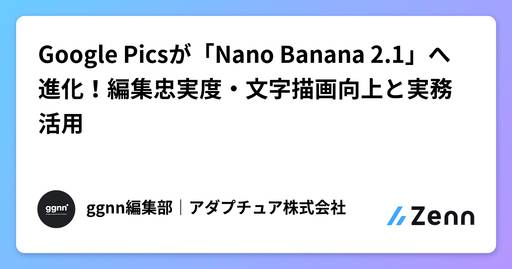 Google Picsが「Nano Banana 2.1」へ
進化！編集忠実度・文字描画向上と実務
活用
ggnn
ggnn編集部｜アダプチュア株式会社
Zenn